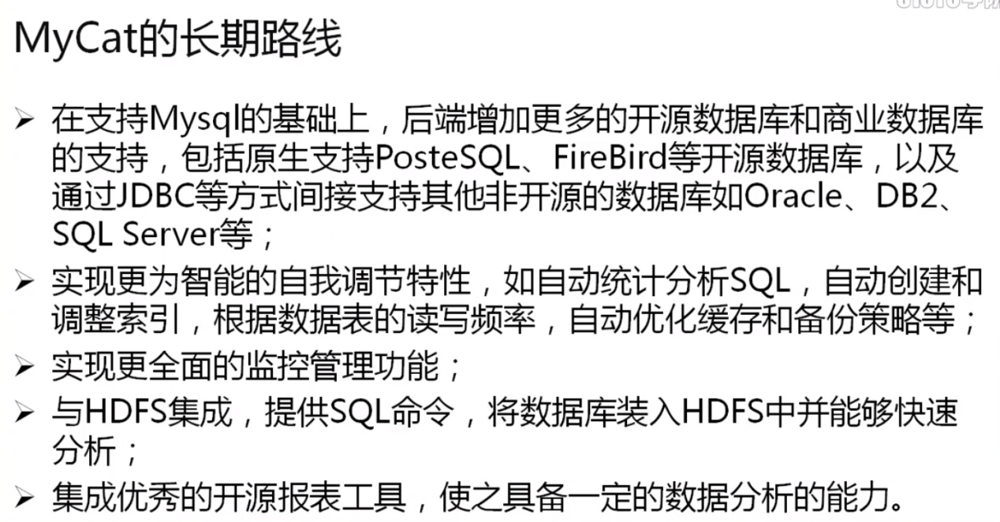 MyCat的长期路线
➢ 在支持Mysql的基础上，后端增加更多的开源数据库和商业数据库
的支持，包括原生支持PosteSQL、FireBird等开源数据库，以及
通过JDBC等方式间接支持其他非开源的数据库如Oracle、DB2、
SQL Server等；
➢ 实现更为智能的自我调节特性，如自动统计分析SQL，自动创建和
调整索引，根据数据表的读写频率，自动优化缓存和备份策略等；
➢ 实现更全面的监控管理功能；
➢ 与HDFS集成，提供SQL命令，将数据库装入HDFS中并能够快速
分析；
➢ 集成优秀的开源报表工具，使之具备一定的数据分析的能力。